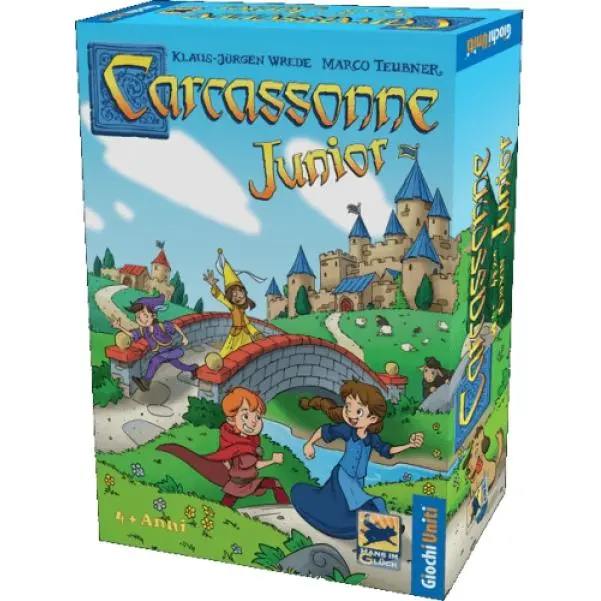 KLAUS-JÜRGEN WREDE MARCO TEUBNER
Carcassonne
Junior
4+ Anni
HANS IM
GLÜCK
Giochi Uniti
Carcassonne
Junior
Giochi Uniti